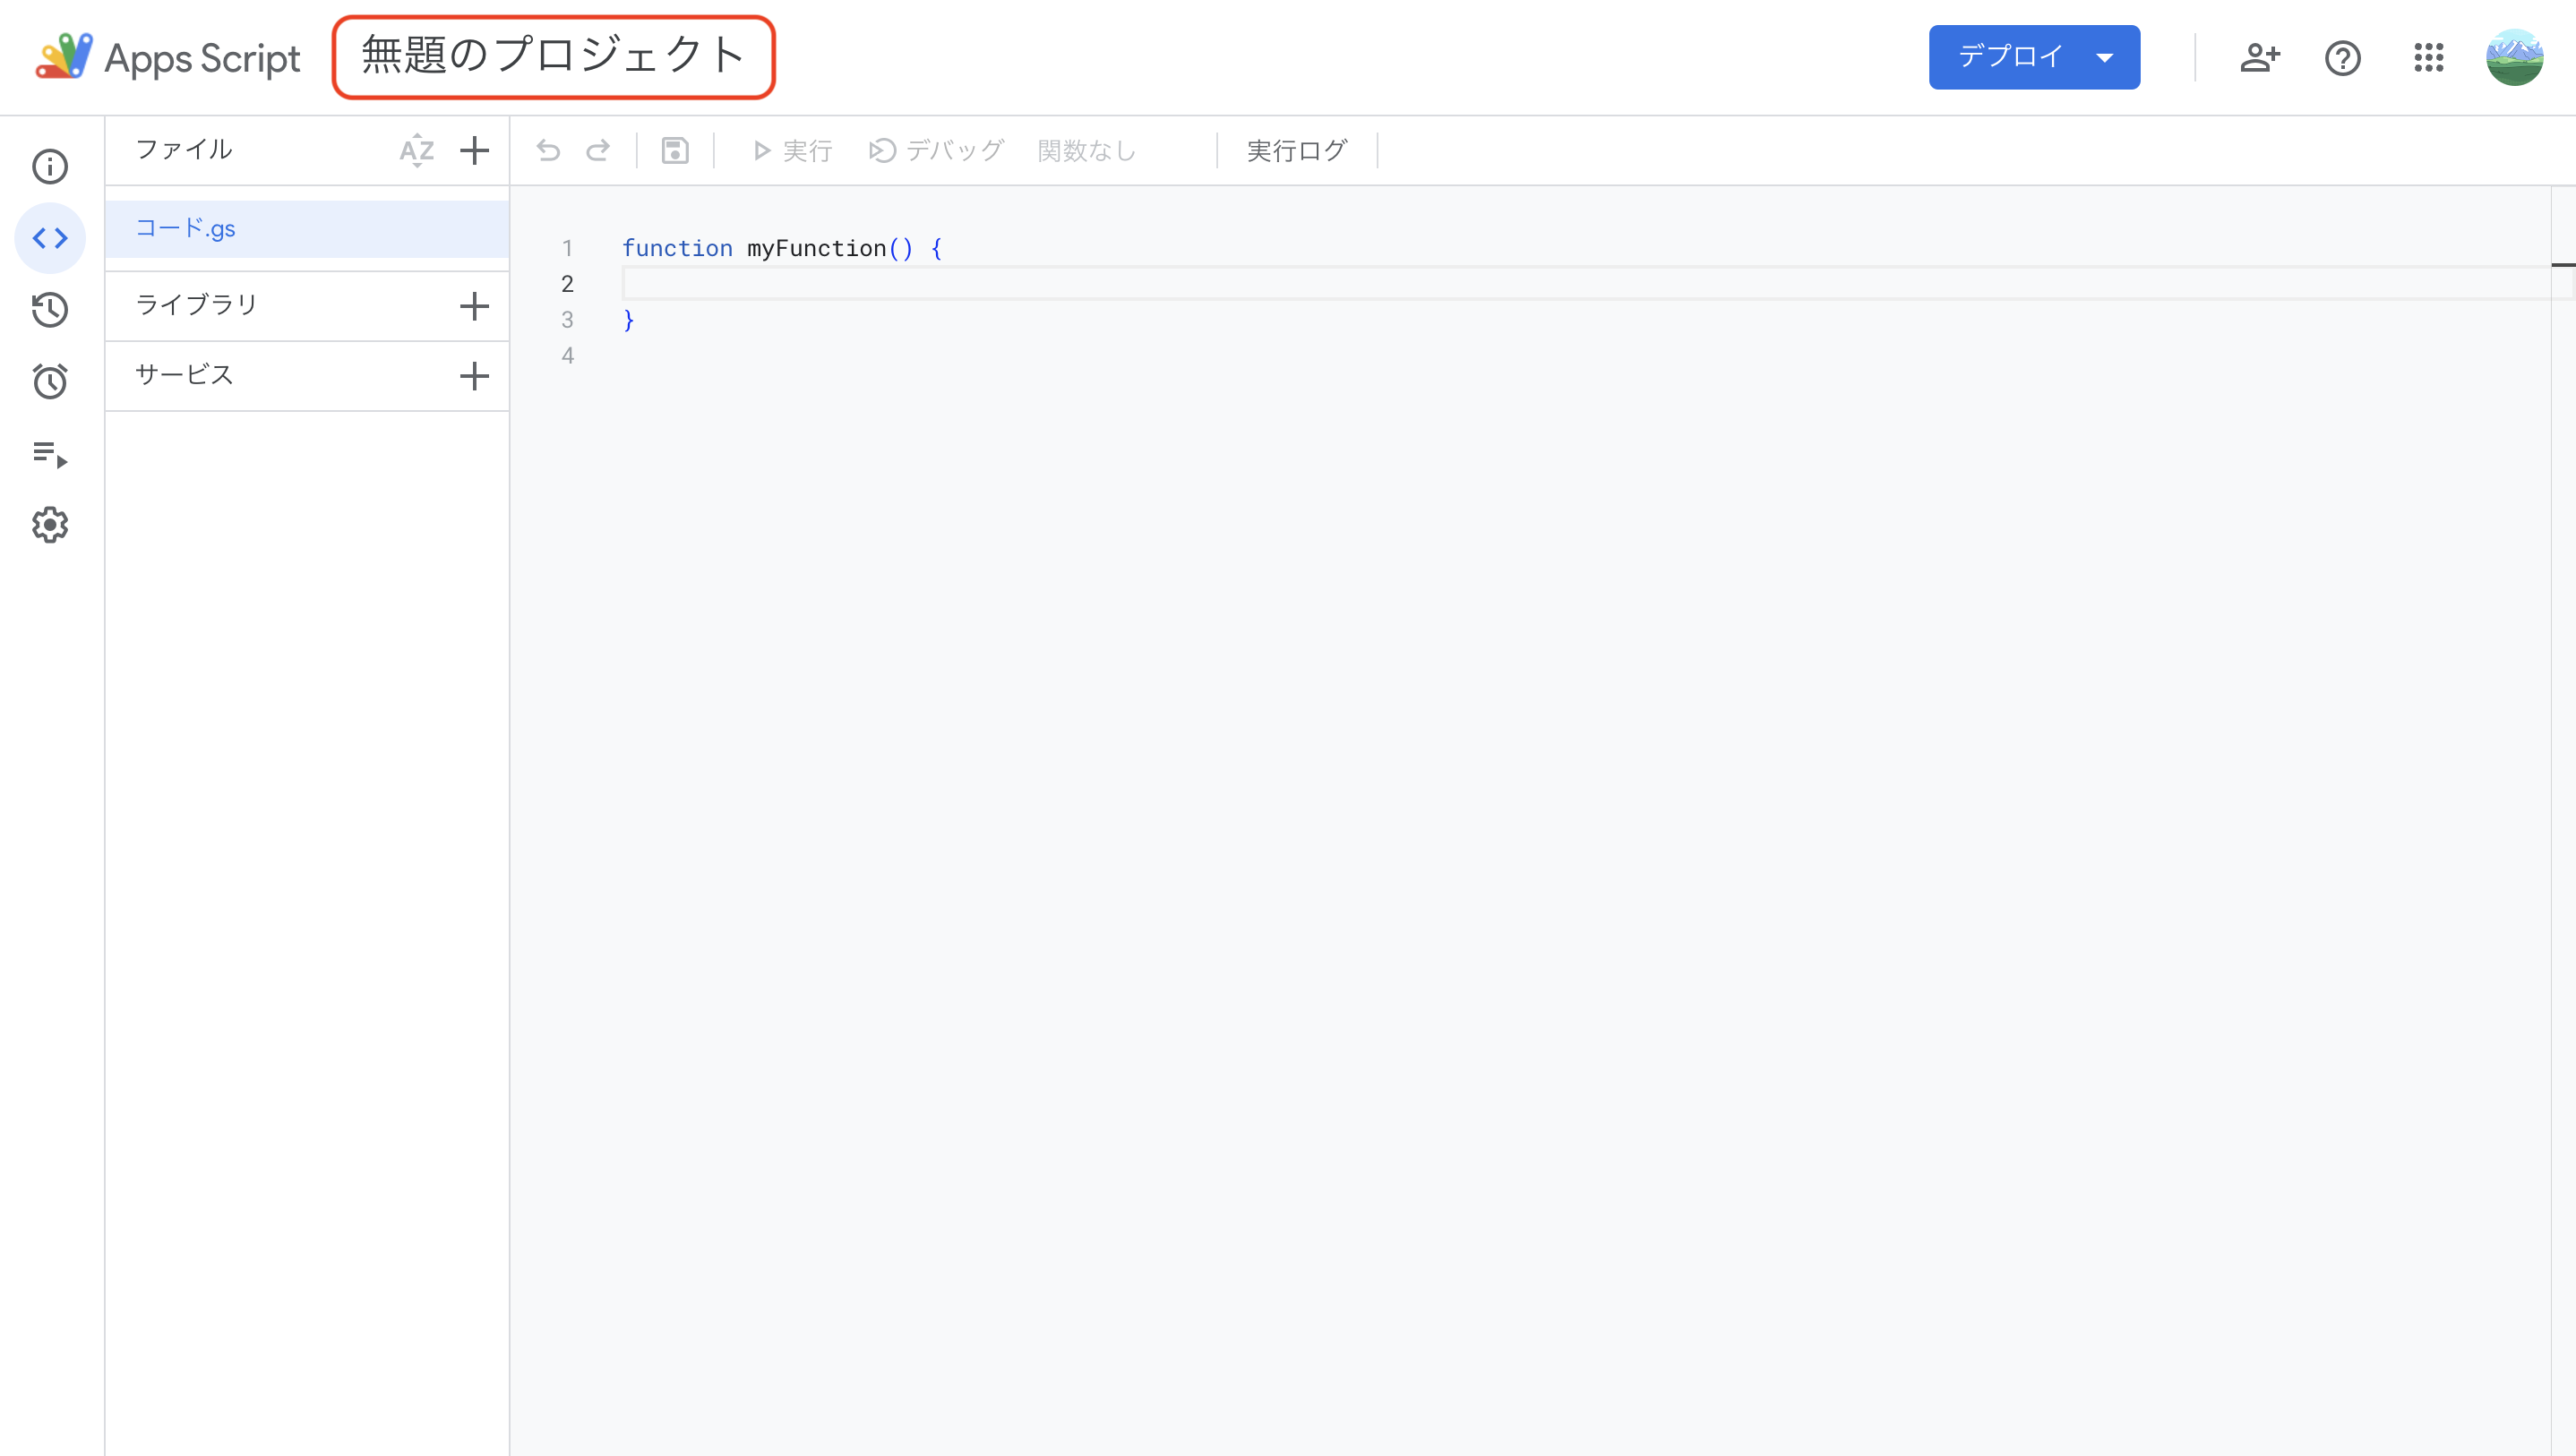 Apps Script 無題のプロジェクト デプロイ
ファイル AZ 実行 デバッグ 関数なし 実行ログ
コード.gs
ライブラリ
サービス
1 function myFunction() {
2
3 }
4